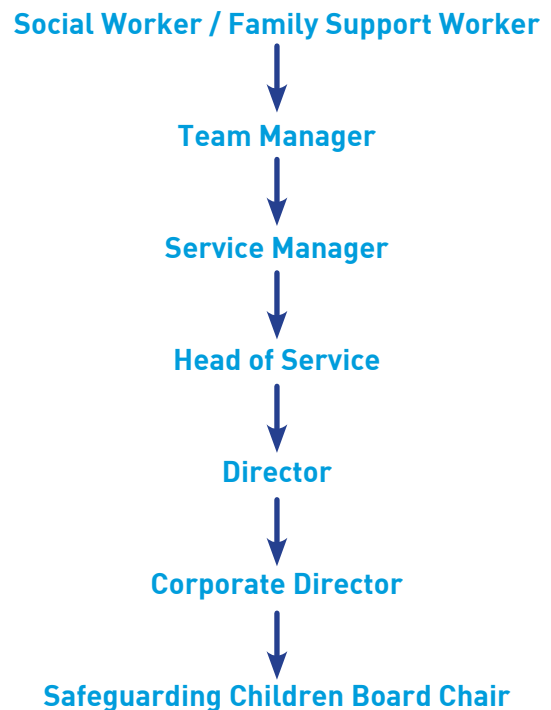 Social Worker / Family Support Worker
Team Manager
Service Manager
Head of Service
Director
Corporate Director
Safeguarding Children Board Chair